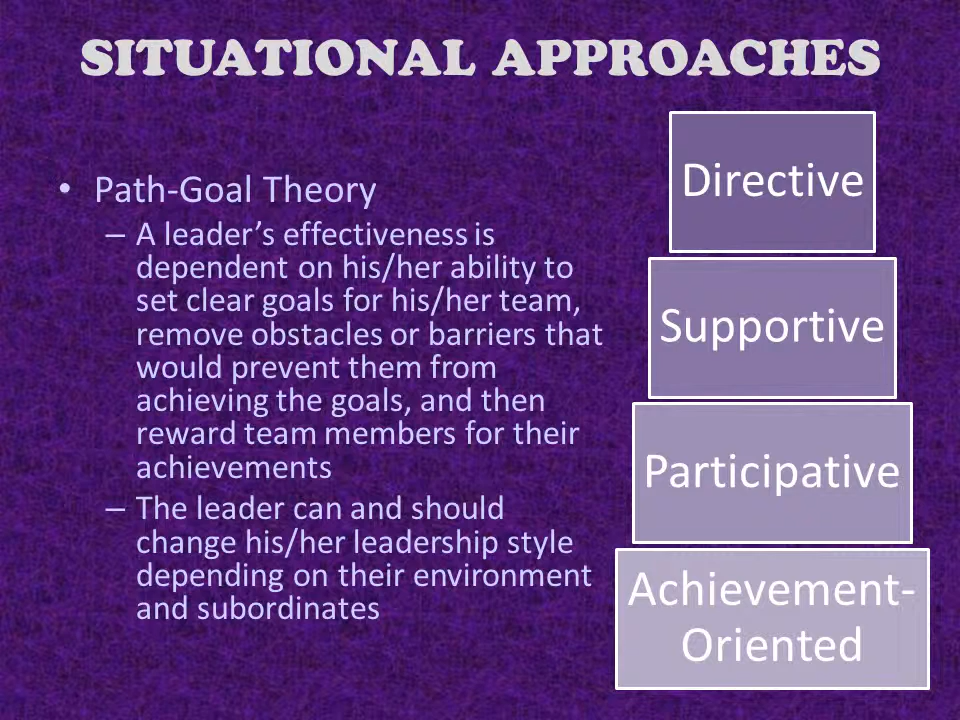 SITUATIONAL APPROACHES
• Path-Goal Theory
– A leader’s effectiveness is
dependent on his/her ability to
set clear goals for his/her team,
remove obstacles or barriers that
would prevent them from
achieving the goals, and then
reward team members for their
achievements
– The leader can and should
change his/her leadership style
depending on their environment
and subordinates
Directive
Supportive
Participative
Achievement-
Oriented